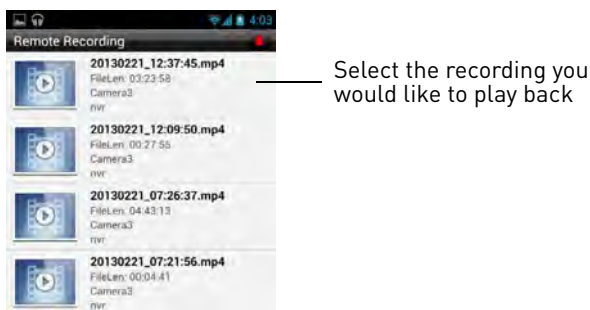 4:03
Remote Recording
20130221_12:37:45.mp4
FileLen: 03:23:58
Camera3
nvr
20130221_12:09:50.mp4
FileLen: 00:27:55
Camera3
nvr
20130221_07:26:37.mp4
FileLen: 04:43:13
Camera3
nvr
20130221_07:21:56.mp4
FileLen: 00:04:41
Camera3
nvr
Select the recording you
would like to play back